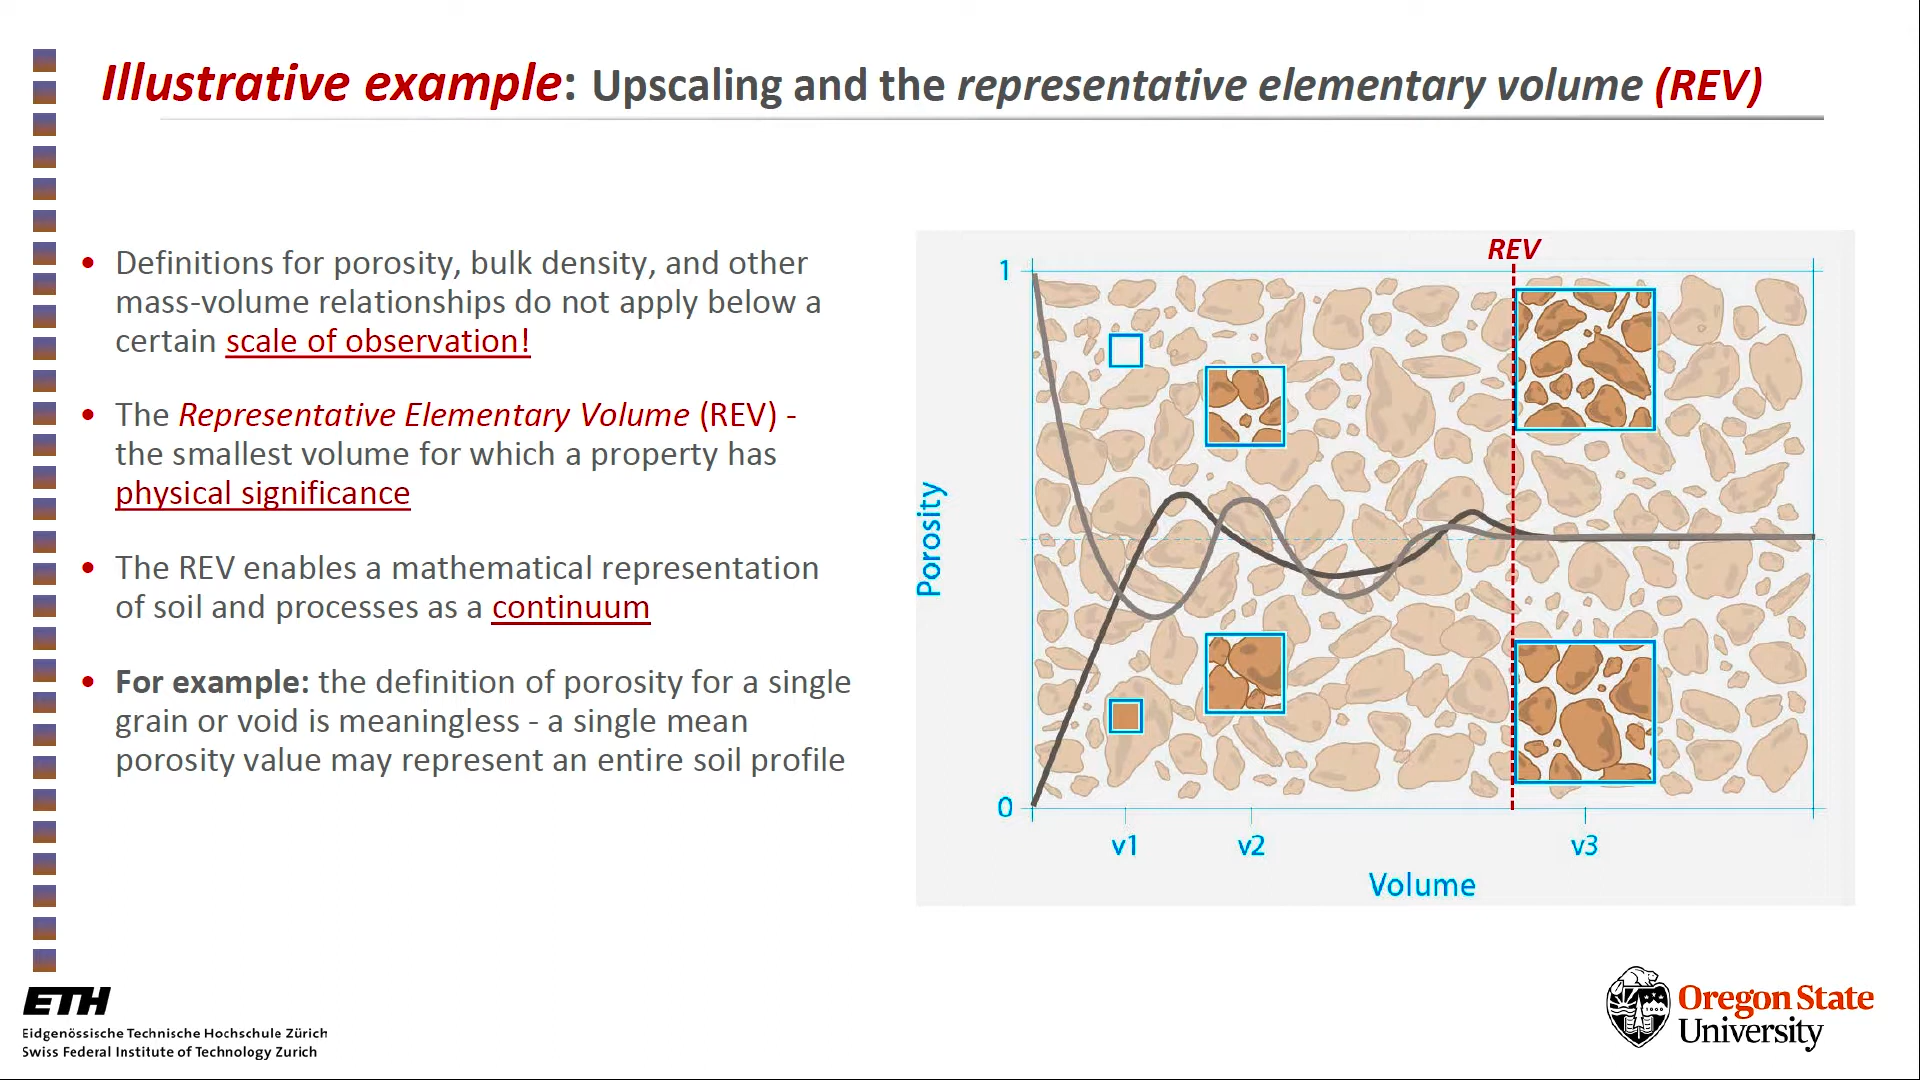 Illustrative example: Upscaling and the representative elementary volume (REV)
• Definitions for porosity, bulk density, and other
mass-volume relationships do not apply below a
certain scale of observation!
• The Representative Elementary Volume (REV) -
the smallest volume for which a property has
physical significance
• The REV enables a mathematical representation
of soil and processes as a continuum
• For example: the definition of porosity for a single
grain or void is meaningless - a single mean
porosity value may represent an entire soil profile
REV
1
Porosity
0
v1
v2
v3
Volume
ETH
Eidgenössische Technische Hochschule Zürich
Swiss Federal Institute of Technology Zurich
Oregon State
University